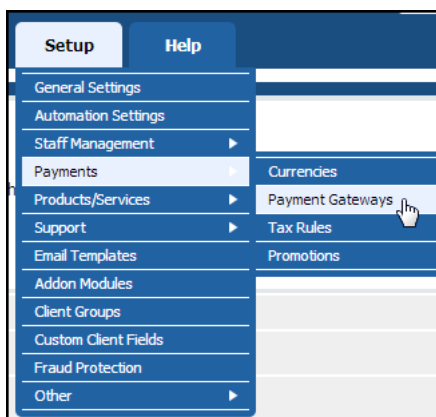 Setup
Help
General Settings
Automation Settings
Staff Management
Payments
Products/Services
Support
Email Templates
Addon Modules
Client Groups
Custom Client Fields
Fraud Protection
Other
Currencies
Payment Gateways
Tax Rules
Promotions